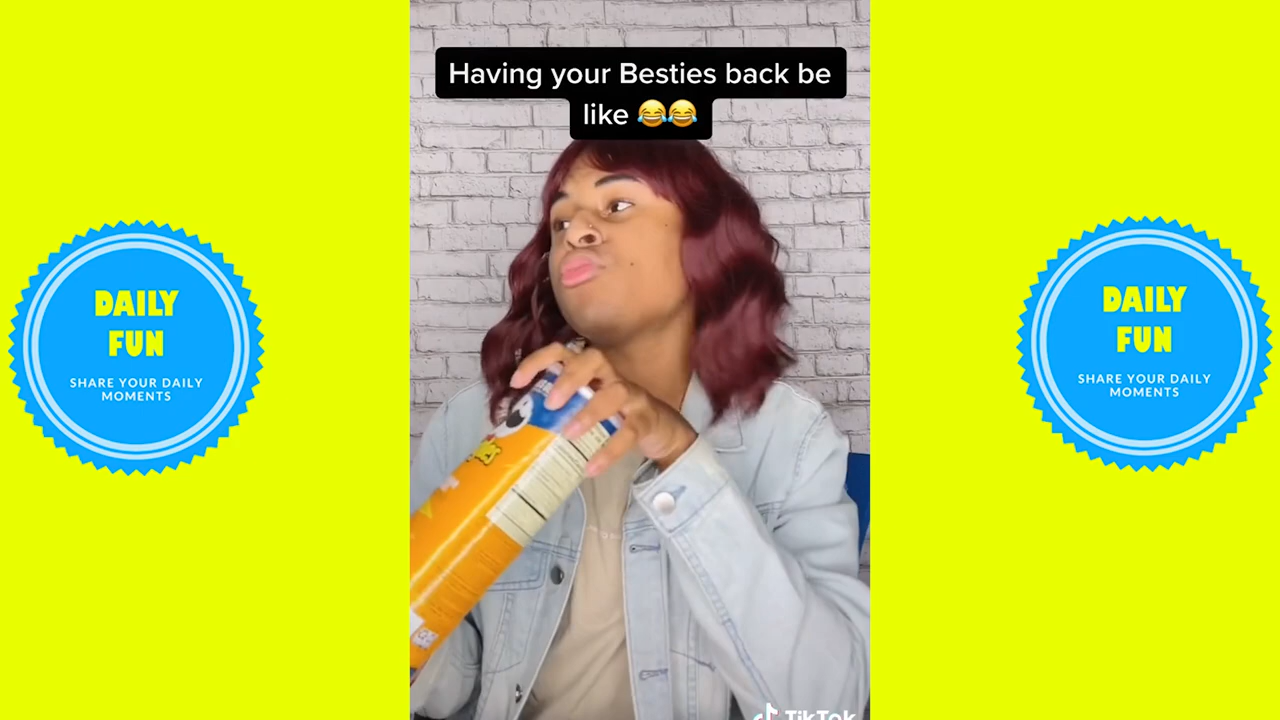 Having your Besties back be
like 😂😂
DAILY
FUN
SHARE YOUR DAILY
MOMENTS
DAILY
FUN
SHARE YOUR DAILY
MOMENTS
TikTok